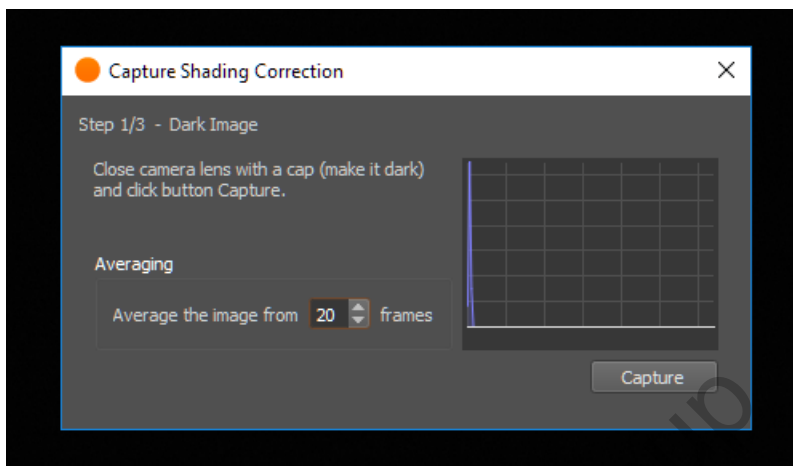 Capture Shading Correction
Step 1/3 - Dark Image
Close camera lens with a cap (make it dark)
and click button Capture.
Averaging
Average the image from 20 frames
Capture